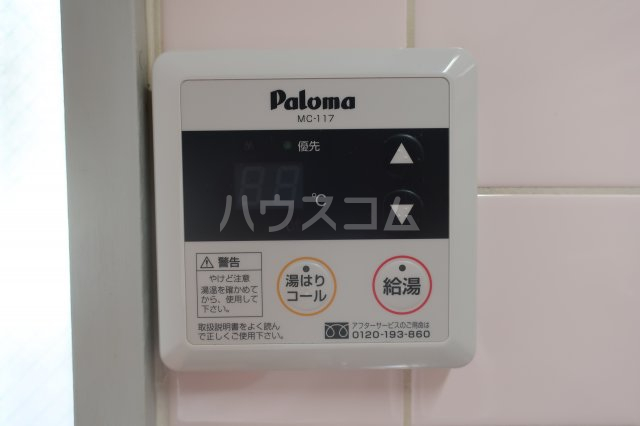 Paloma
MC-117
優先
℃
ハウスコム
⚠ 警告
やけど注意
湯温を確かめて
から、使用して
下さい。
湯はり
コール
給湯
取扱説明書をよく読ん
で正しくご使用下さい。
アフターサービスのご用命は
0120-193-860